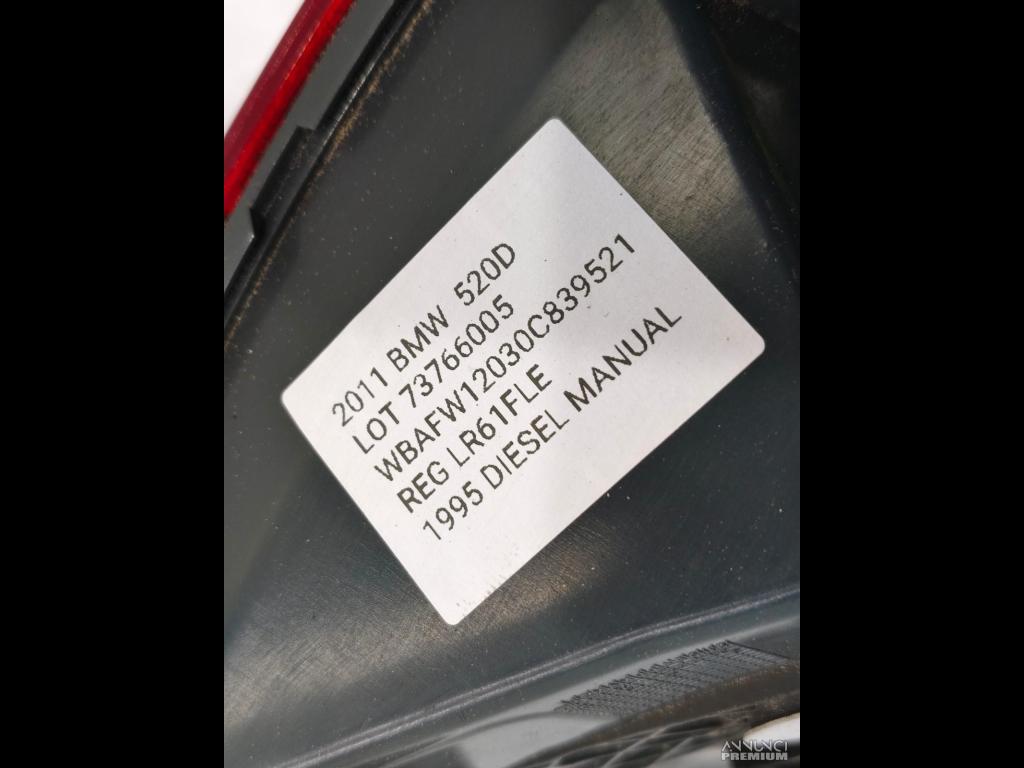 2011 BMW 520D
LOT 73766005
WBAFW12030C839521
REG LR61FLE
1995 DIESEL MANUAL
ANNUNCI
PREMIUM